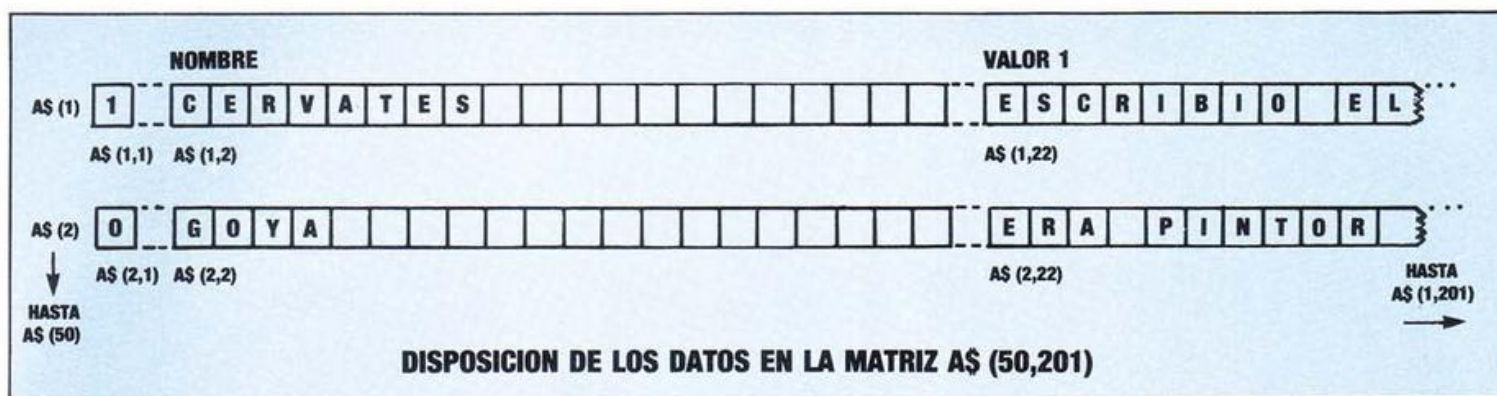 NOMBRE VALOR 1
A$ (1) 1 CERVATES ESCRIBIO EL
A$ (1,1) A$ (1,2) A$ (1,22)
A$ (2) 0 GOYA ERA PINTOR
A$ (2,1) A$ (2,2) A$ (2,22)
HASTA
A$ (1,201)
HASTA
A$ (50)
DISPOSICION DE LOS DATOS EN LA MATRIZ A$ (50,201)